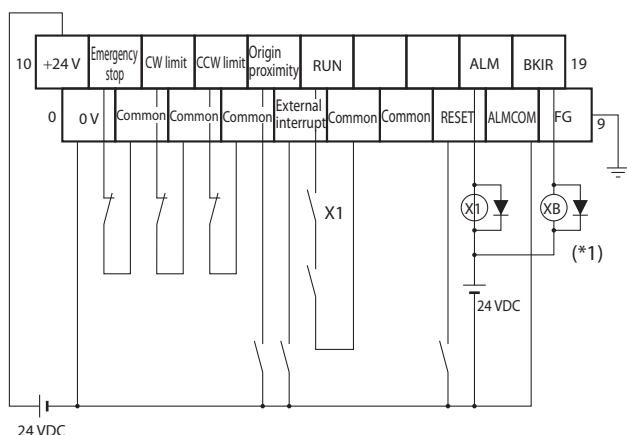 10 +24 V Emergency stop CW limit CCW limit Origin proximity RUN ALM BKIR 19
0 0 V Common Common Common External interrupt Common Common RESET ALMCOM FG 9
X1
X1 XB
(*1)
24 VDC
24 VDC